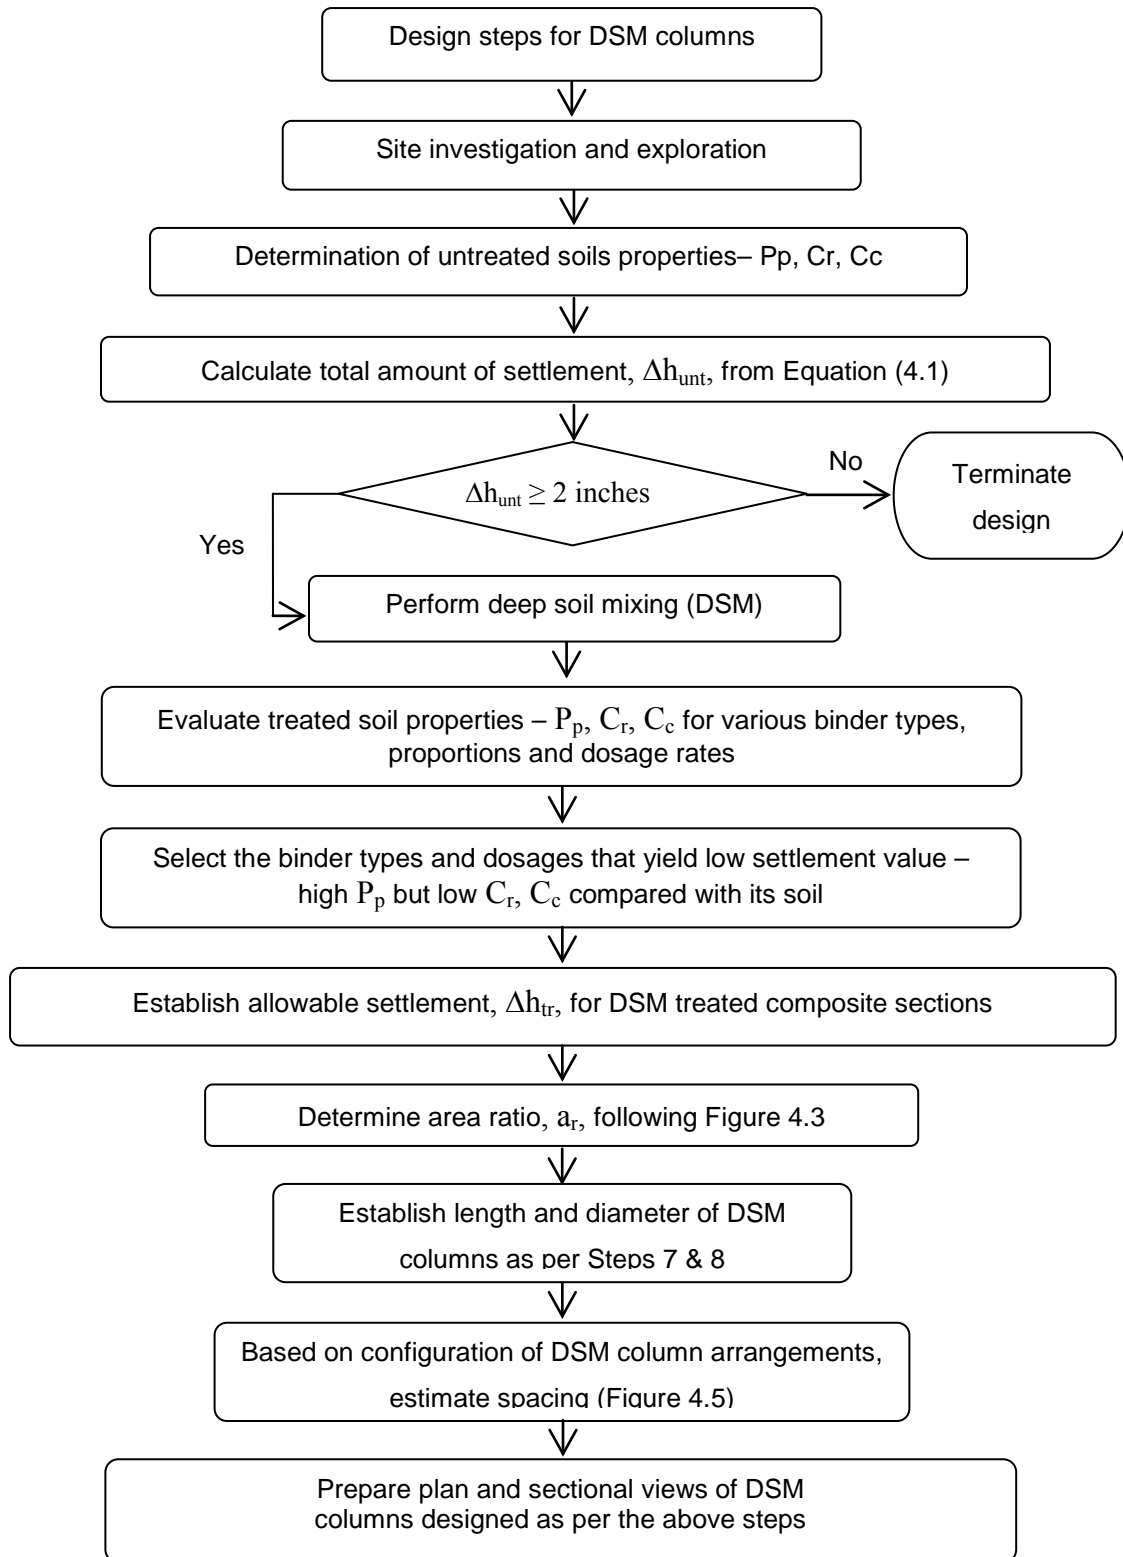 Design steps for DSM columns
Site investigation and exploration
Determination of untreated soils properties– Pp, Cr, Cc
Calculate total amount of settlement, Δhunt, from Equation (4.1)
Δhunt ≥ 2 inches
No
Terminate
design
Yes
Perform deep soil mixing (DSM)
Evaluate treated soil properties – Pp, Cr, Cc for various binder types,
proportions and dosage rates
Select the binder types and dosages that yield low settlement value –
high Pp but low Cr, Cc compared with its soil
Establish allowable settlement, Δhtr, for DSM treated composite sections
Determine area ratio, ar, following Figure 4.3
Establish length and diameter of DSM
columns as per Steps 7 & 8
Based on configuration of DSM column arrangements,
estimate spacing (Figure 4.5)
Prepare plan and sectional views of DSM
columns designed as per the above steps